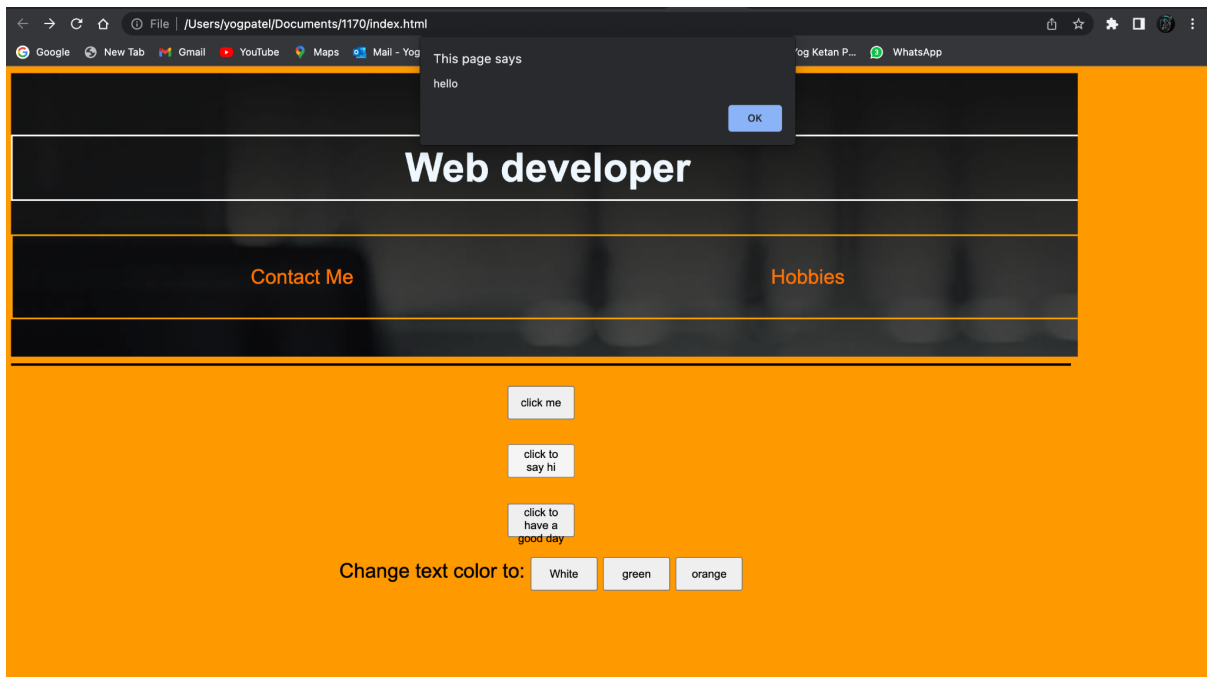 File | /Users/yogpatel/Documents/1170/index.html
Google New Tab Gmail YouTube Maps Mail - Yog Yog Ketan P... 3 WhatsApp
This page says
hello
OK
Web developer
Contact Me Hobbies
click me
click to
say hi
click to
have a
good day
Change text color to: White green orange